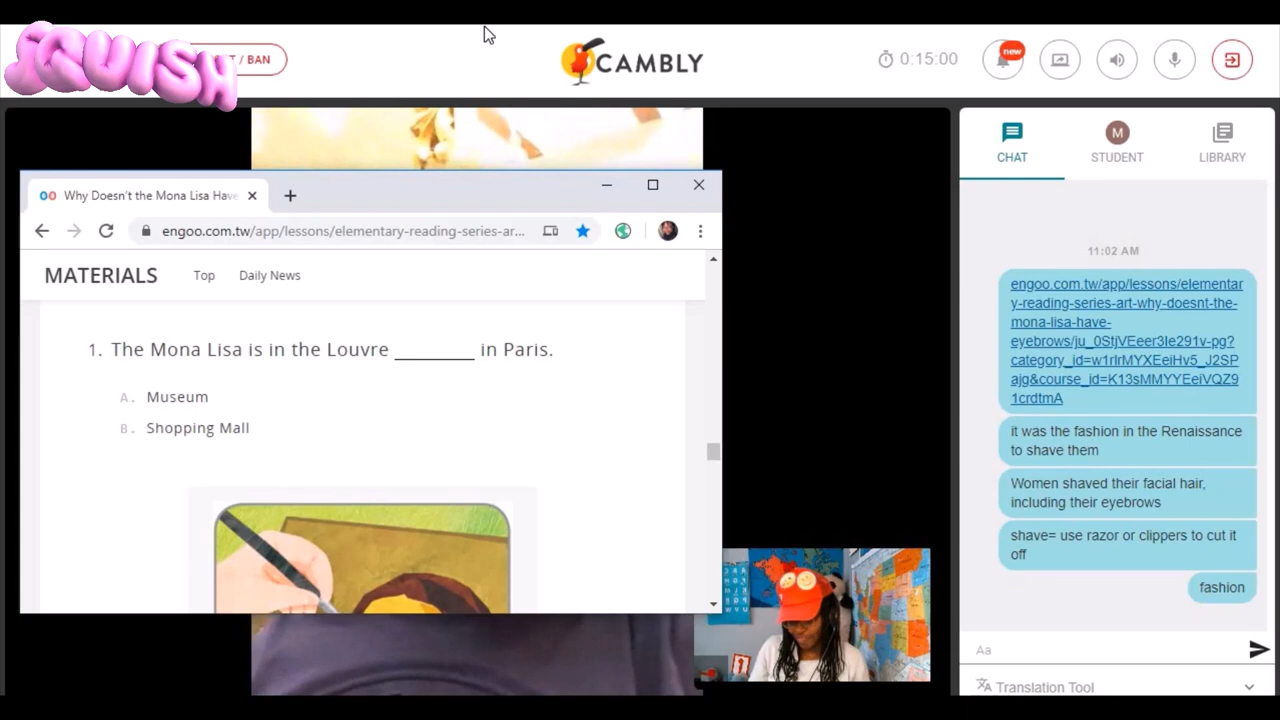 SQUISH
T / BAN
CAMBLY
0:15:00
new
Why Doesn't the Mona Lisa Have
engoo.com.tw/app/lessons/elementary-reading-series-ar...
MATERIALS
Top
Daily News
1. The Mona Lisa is in the Louvre ________ in Paris.
A. Museum
B. Shopping Mall
CHAT
M
STUDENT
LIBRARY
11:02 AM
engoo.com.tw/app/lessons/elementar
y-reading-series-art-why-doesnt-the-
mona-lisa-have-
eyebrows/ju_0StjVEeer3Ie291v-pg?
category_id=w1rlrMYXEeiHv5_J2SP
ajg&course_id=K13sMMYYEeiVQZ9
1crdtmA
it was the fashion in the Renaissance
to shave them
Women shaved their facial hair,
including their eyebrows
shave= use razor or clippers to cut it
off
fashion
Aa
Translation Tool